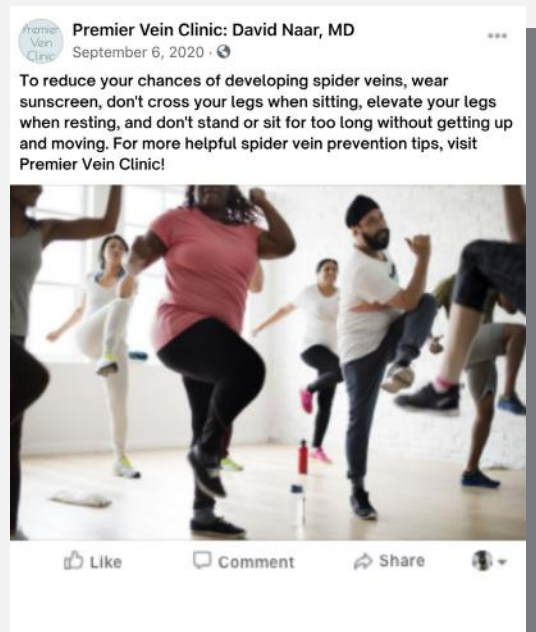 Premier
Vein
Clinic
Premier Vein Clinic: David Naar, MD
September 6, 2020 ·
To reduce your chances of developing spider veins, wear
sunscreen, don't cross your legs when sitting, elevate your legs
when resting, and don't stand or sit for too long without getting up
and moving. For more helpful spider vein prevention tips, visit
Premier Vein Clinic!
Like
Comment
Share